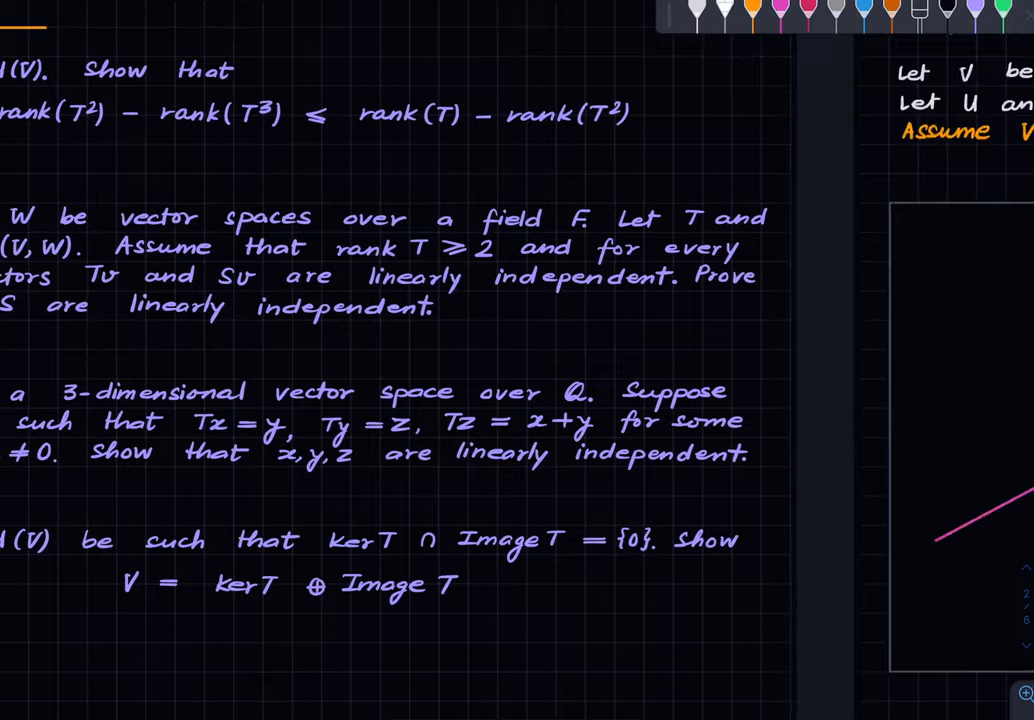 d(V). Show that
rank(T²) - rank(T³) ≤ rank(T) - rank(T²)
W be vector spaces over a field F. Let T and
(V, W). Assume that rank T ≥ 2 and for every
ctors Tv and Sv are linearly independent. Prove
S are linearly independent.
a 3-dimensional vector space over Q. Suppose
such that Tx = y, Ty = z, Tz = x+y for some
≠ 0. Show that x, y, z are linearly independent.
d(V) be such that ker T ∩ Image T = {0}. Show
V = ker T ⊕ Image T
Let V be
Let U an
Assume V
2
6